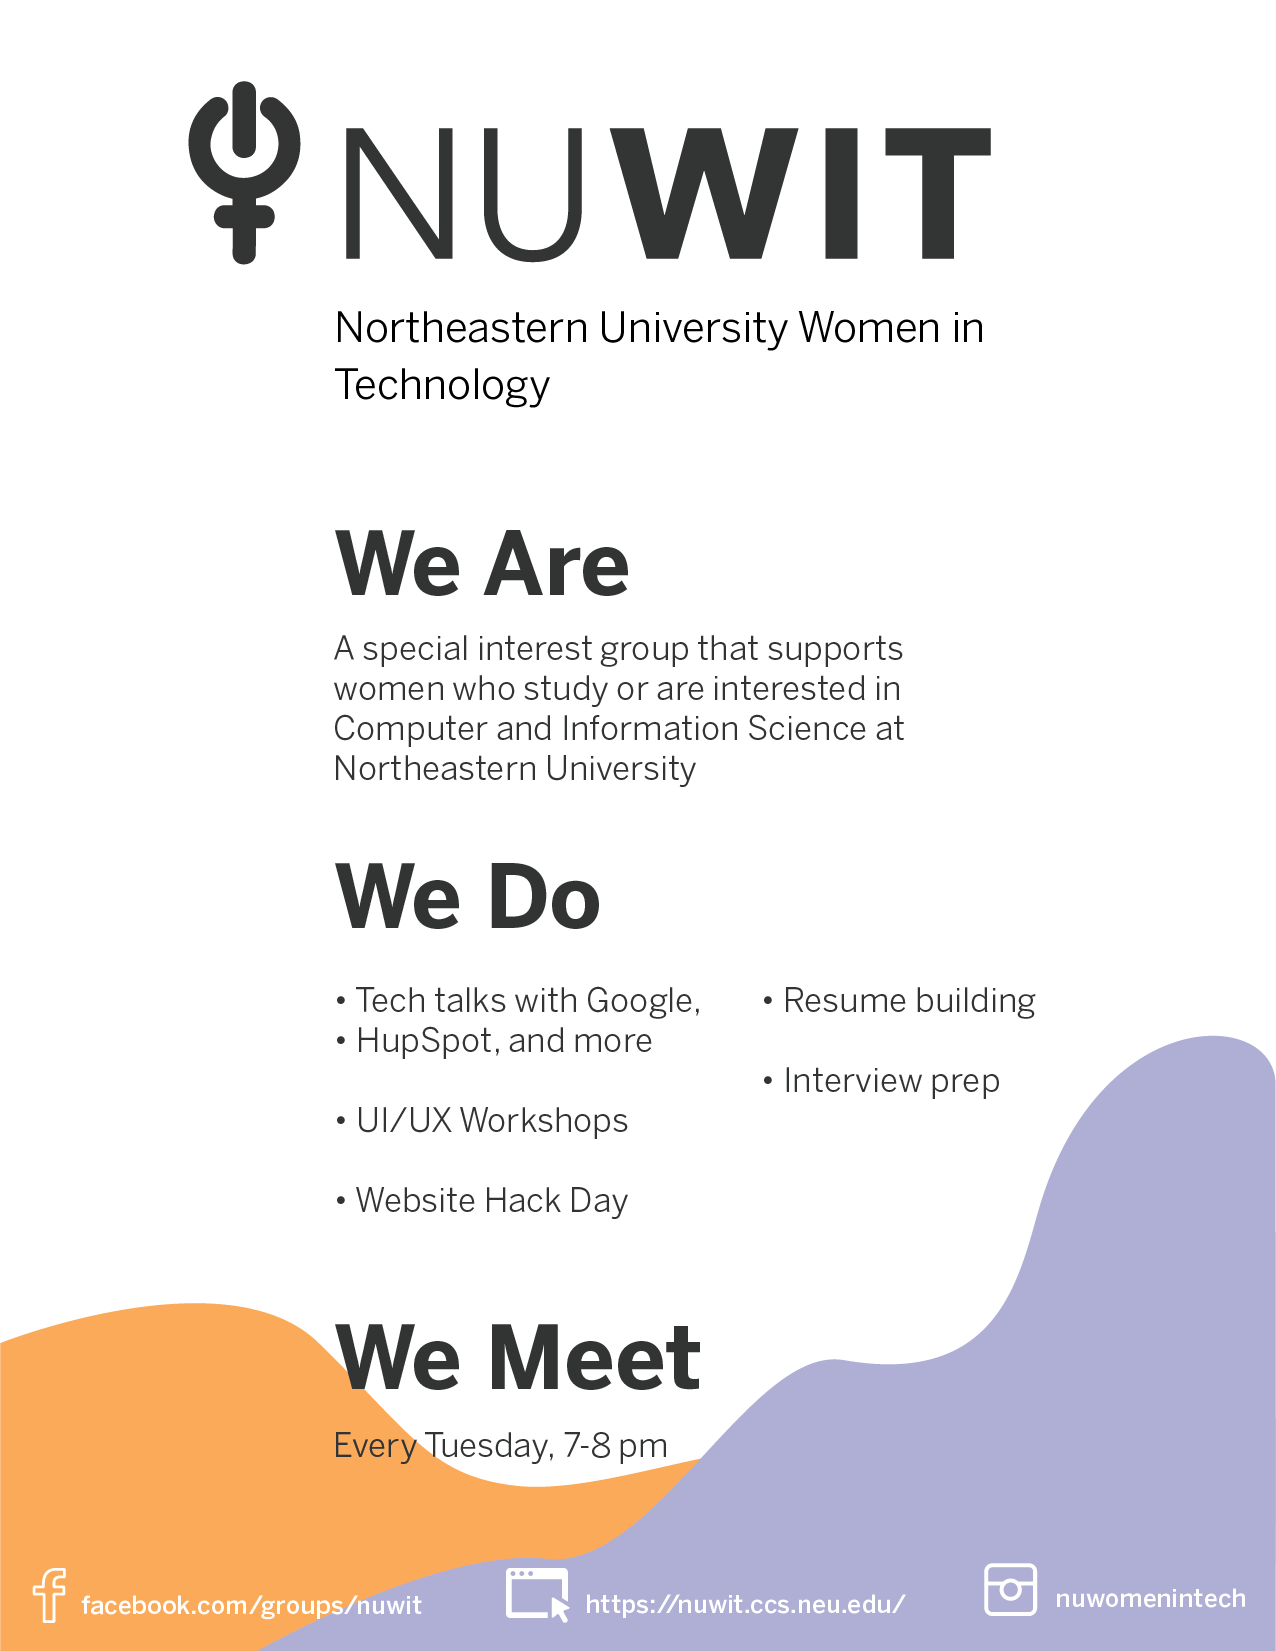 NUWIT
Northeastern University Women in
Technology
We Are
A special interest group that supports
women who study or are interested in
Computer and Information Science at
Northeastern University
We Do
• Tech talks with Google,
• HupSpot, and more
• UI/UX Workshops
• Website Hack Day
• Resume building
• Interview prep
We Meet
Every Tuesday, 7-8 pm
facebook.com/groups/nuwit
https://nuwit.ccs.neu.edu/
nuwomenintech